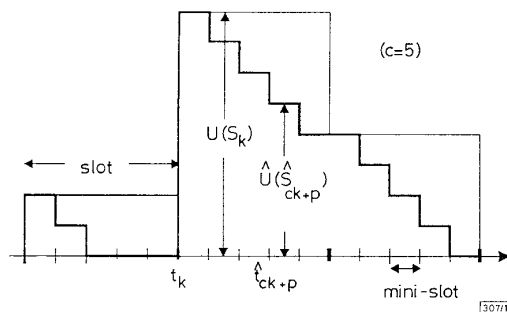 (c=5)
U(S_k)
slot
Û(Ŝ_ck+p)
t_k
t̂_ck+p
mini-slot
307/1